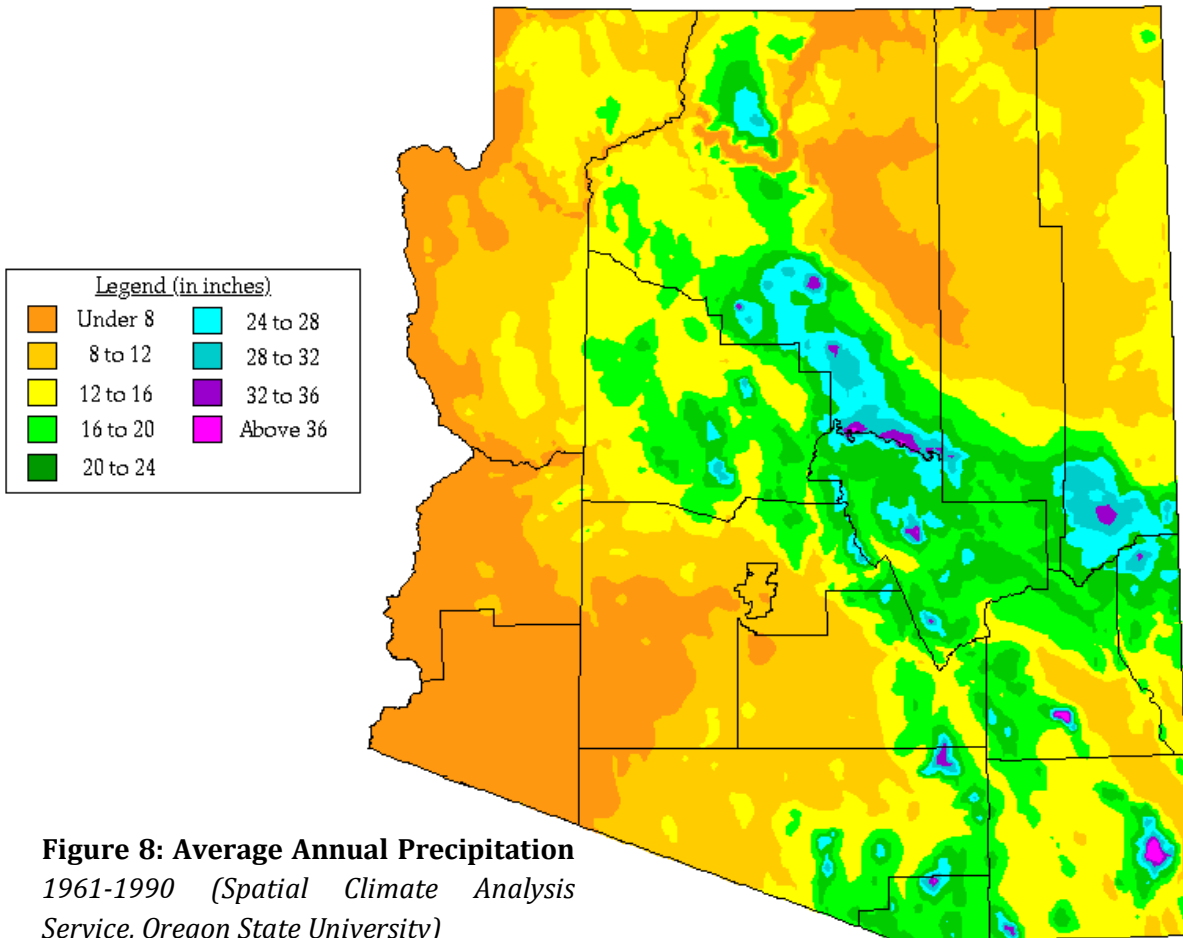 Legend (in inches)
Under 8
8 to 12
12 to 16
16 to 20
20 to 24
24 to 28
28 to 32
32 to 36
Above 36
Figure 8: Average Annual Precipitation
1961-1990 (Spatial Climate Analysis
Service, Oregon State University)